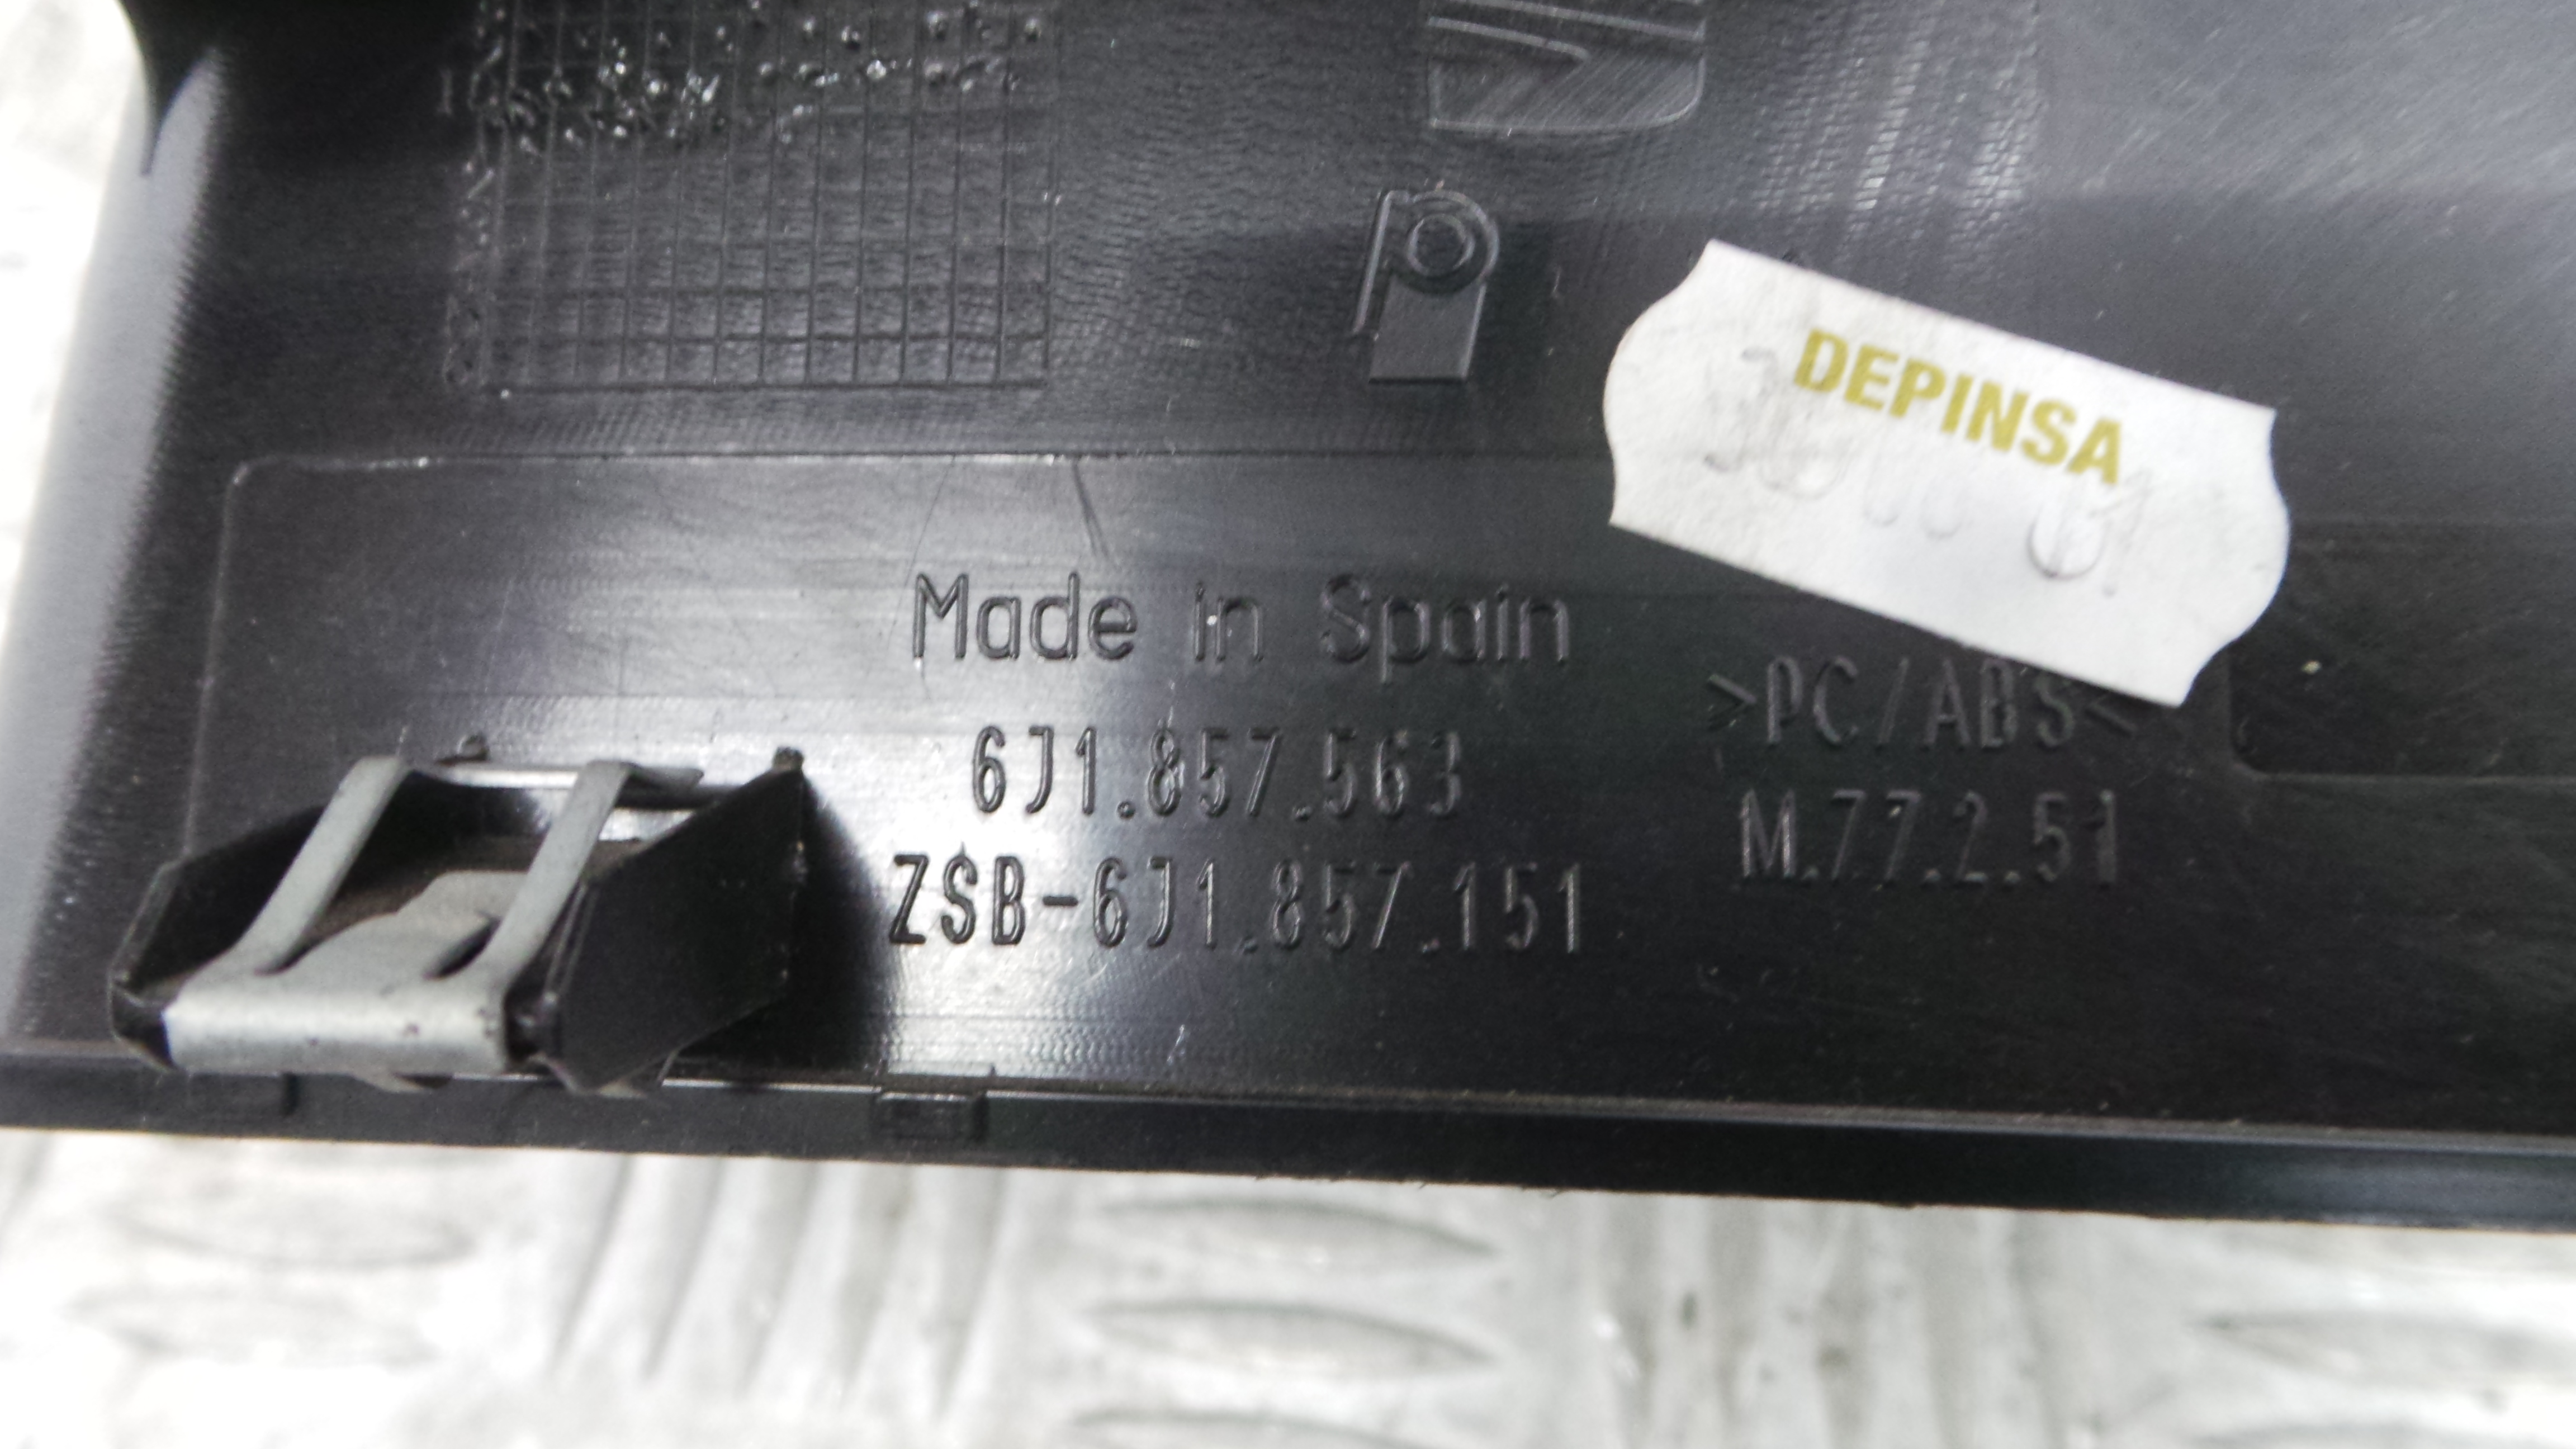 DEPINSA
Made in Spain
6J1.857.563
>PC/ABS<
ZSB-6J1.857.151
M.77.2.51